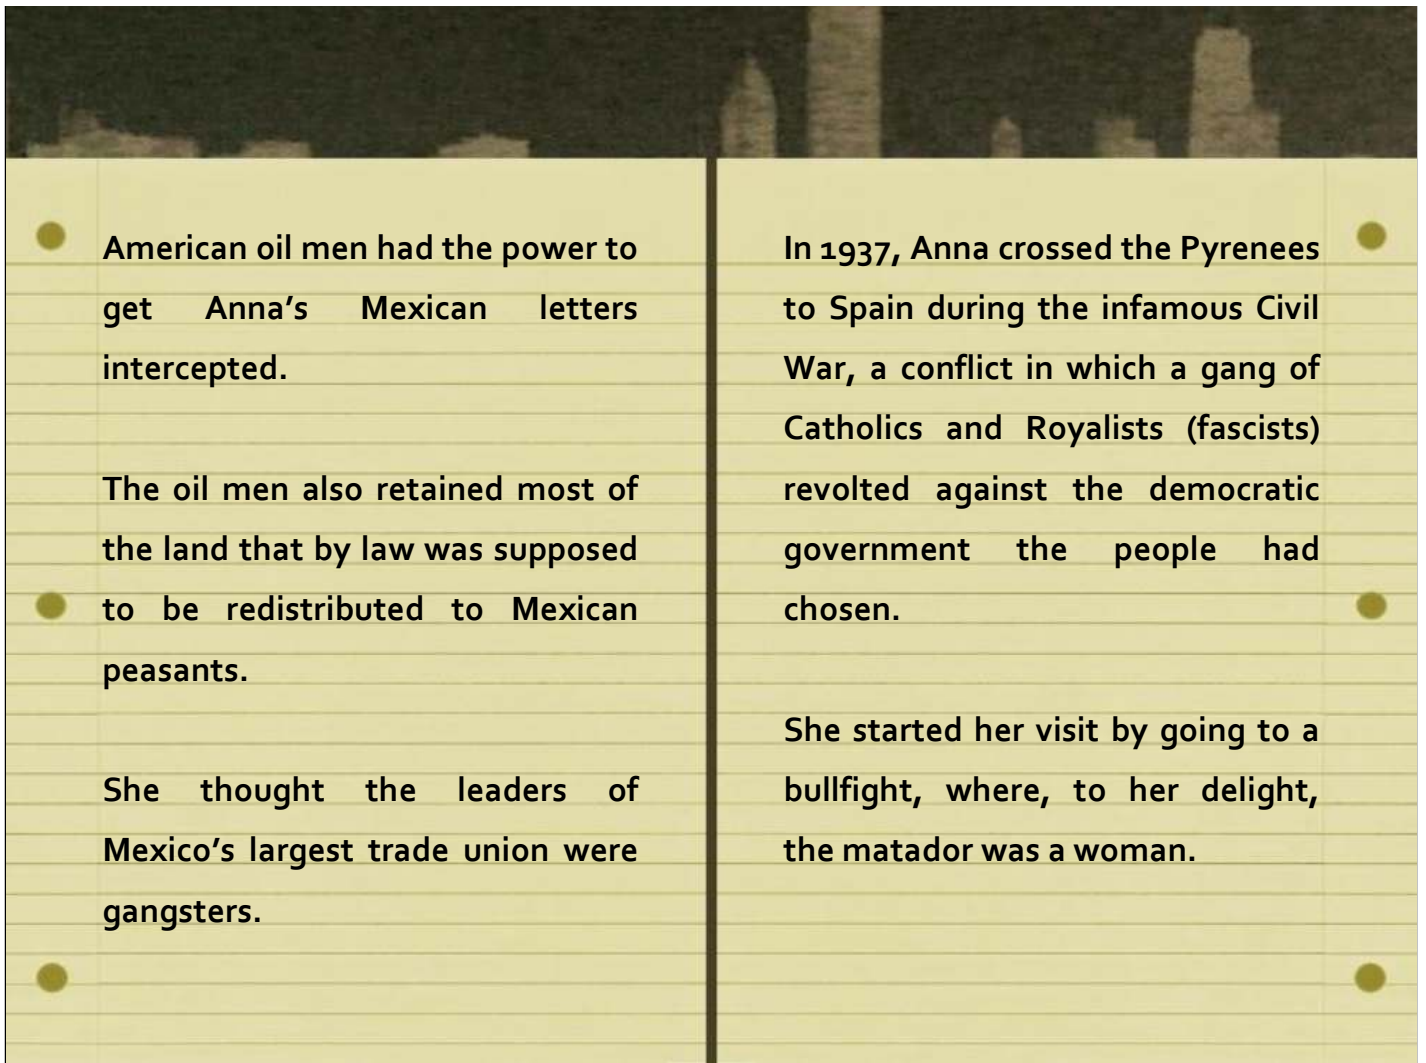 American oil men had the power to
get Anna’s Mexican letters
intercepted.
The oil men also retained most of
the land that by law was supposed
to be redistributed to Mexican
peasants.
She thought the leaders of
Mexico’s largest trade union were
gangsters.
In 1937, Anna crossed the Pyrenees
to Spain during the infamous Civil
War, a conflict in which a gang of
Catholics and Royalists (fascists)
revolted against the democratic
government the people had
chosen.
She started her visit by going to a
bullfight, where, to her delight,
the matador was a woman.